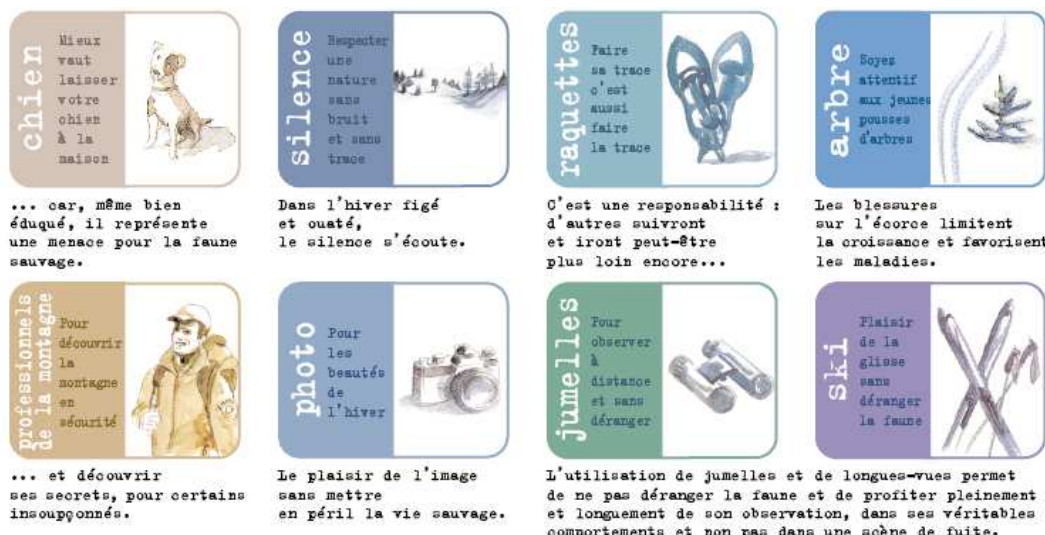 chien
Mieux
vaut
laisser
votre
chien
à la
maison
... car, même bien
éduqué, il représente
une menace pour la faune
sauvage.
silence
Respecter
une
nature
sans
bruit
et sans
trace
Dans l'hiver figé
et ouaté,
le silence s'écoute.
raquettes
Faire
sa trace
c'est
aussi
faire
la trace
C'est une responsabilité :
d'autres suivront
et iront peut-être
plus loin encore...
arbre
Soyez
attentif
aux jeunes
pousses
d'arbres
Les blessures
sur l'écorce limitent
la croissance et favorisent
les maladies.
professionnels
de la montagne
Pour
découvrir
la
montagne
en
sécurité
... et découvrir
ses secrets, pour certains
insoupçonnés.
photo
Pour
les
beautés
de
l'hiver
Le plaisir de l'image
sans mettre
en péril la vie sauvage.
jumelles
Pour
observer
à
distance
et sans
déranger
ski
Plaisir
de la
glisse
sans
déranger
la faune
L'utilisation de jumelles et de longues-vues permet
de ne pas déranger la faune et de profiter pleinement
et longuement de son observation, dans ses véritables
comportements et non pas dans une scène de fuite.